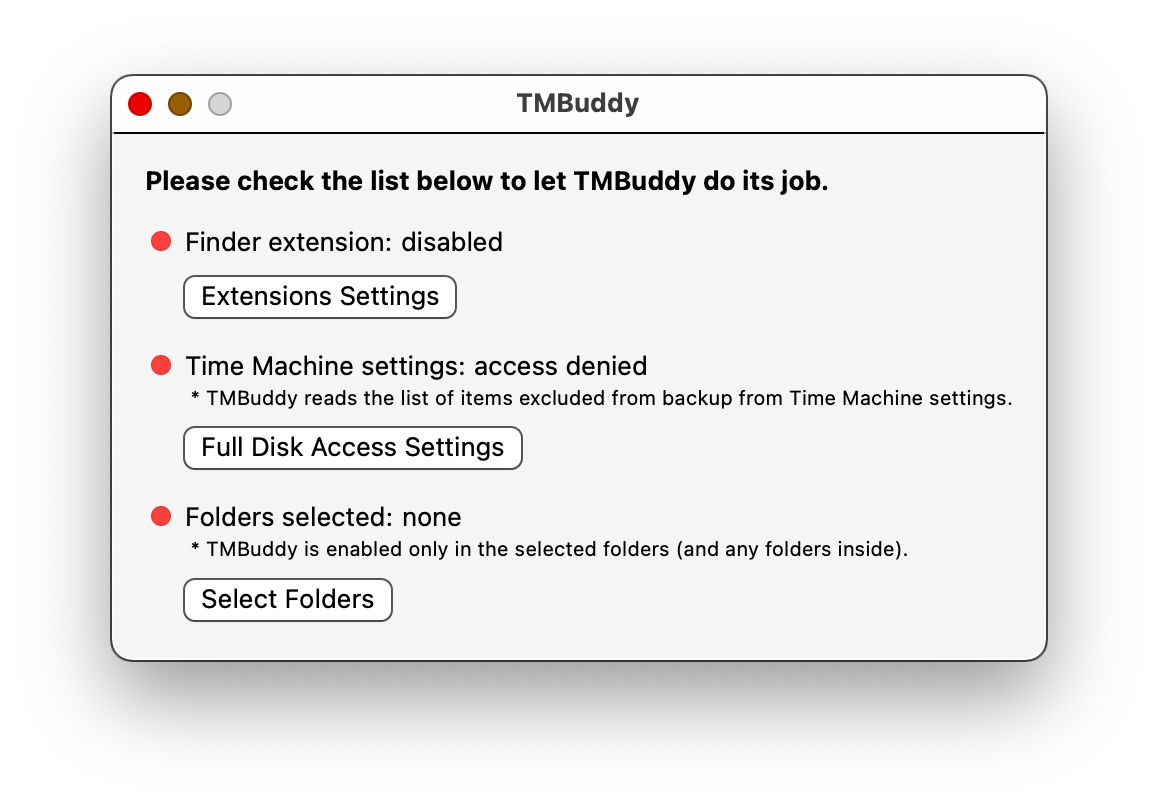 TMBuddy
Please check the list below to let TMBuddy do its job.
Finder extension: disabled
Extensions Settings
Time Machine settings: access denied
* TMBuddy reads the list of items excluded from backup from Time Machine settings.
Full Disk Access Settings
Folders selected: none
* TMBuddy is enabled only in the selected folders (and any folders inside).
Select Folders